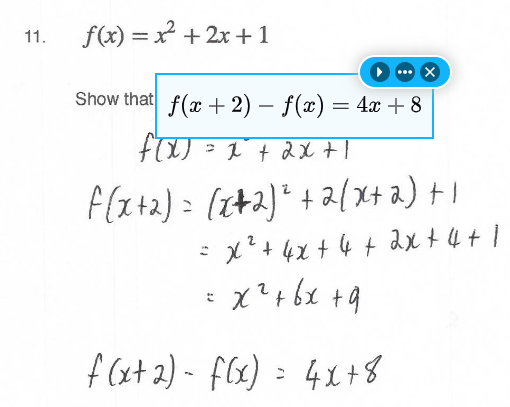 11. f(x) = x² + 2x + 1
Show that f(x + 2) − f(x) = 4x + 8
f(x) = x² + 2x + 1
f(x+2) = (x+2)² + 2(x+2) + 1
= x² + 4x + 4 + 2x + 4 + 1
= x² + 6x + 9
f(x+2) - f(x) = 4x + 8